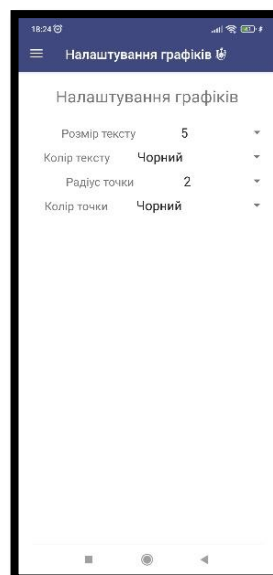 18:24
Налаштування графіків
Налаштування графіків
Розмір тексту 5
Колір тексту Чорний
Радіус точки 2
Колір точки Чорний